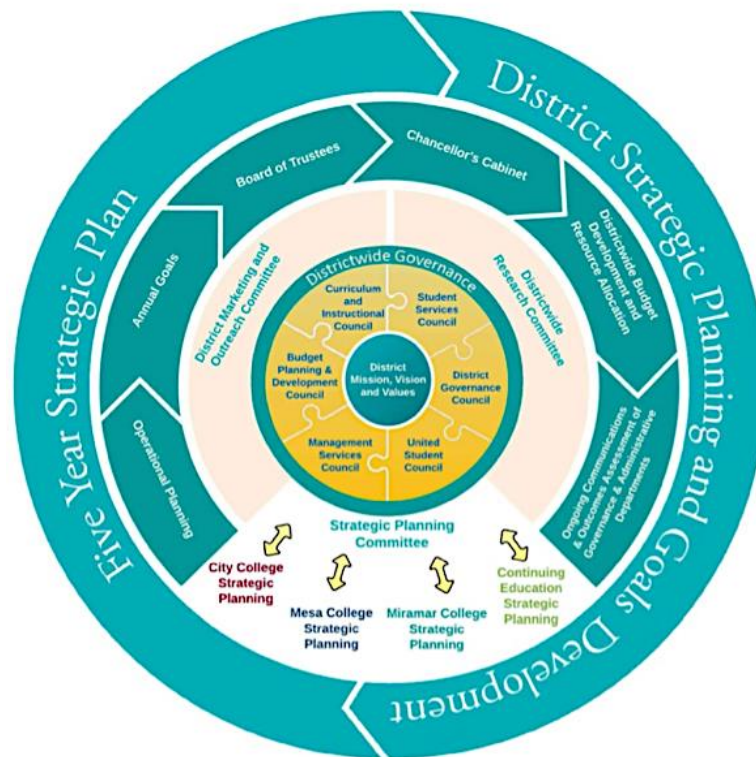 Five Year Strategic Plan
District Strategic Planning and Goals Development
Operational Planning
Annual Goals
Board of Trustees
Chancellor's Cabinet
Districtwide Budget
Development and
Resource Allocation
Ongoing Communications
& Outcomes Assessment of
Governance & Administrative
Departments
District Marketing and
Outreach Committee
Districtwide
Research Committee
Districtwide Governance
Curriculum
and
Instructional
Council
Student
Services
Council
Budget
Planning &
Development
Council
District
Mission, Vision
and Values
District
Governance
Council
Management
Services
Council
United
Student
Council
Strategic Planning
Committee
City College
Strategic
Planning
Mesa College
Strategic
Planning
Miramar College
Strategic
Planning
Continuing
Education
Strategic
Planning